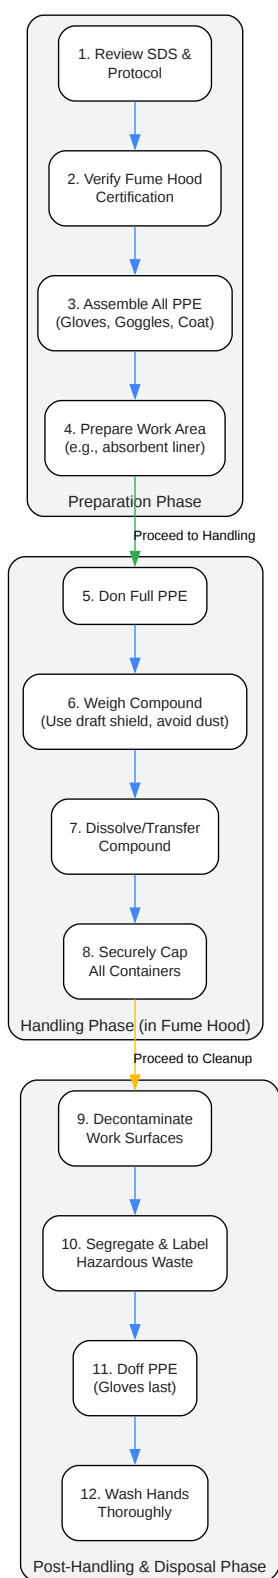 1. Review SDS &
Protocol
2. Verify Fume Hood
Certification
3. Assemble All PPE
(Gloves, Goggles, Coat)
4. Prepare Work Area
(e.g., absorbent liner)
Preparation Phase
Proceed to Handling
5. Don Full PPE
6. Weigh Compound
(Use draft shield, avoid dust)
7. Dissolve/Transfer
Compound
8. Securely Cap
All Containers
Handling Phase (in Fume Hood)
Proceed to Cleanup
9. Decontaminate
Work Surfaces
10. Segregate & Label
Hazardous Waste
11. Doff PPE
(Gloves last)
12. Wash Hands
Thoroughly
Post-Handling & Disposal Phase